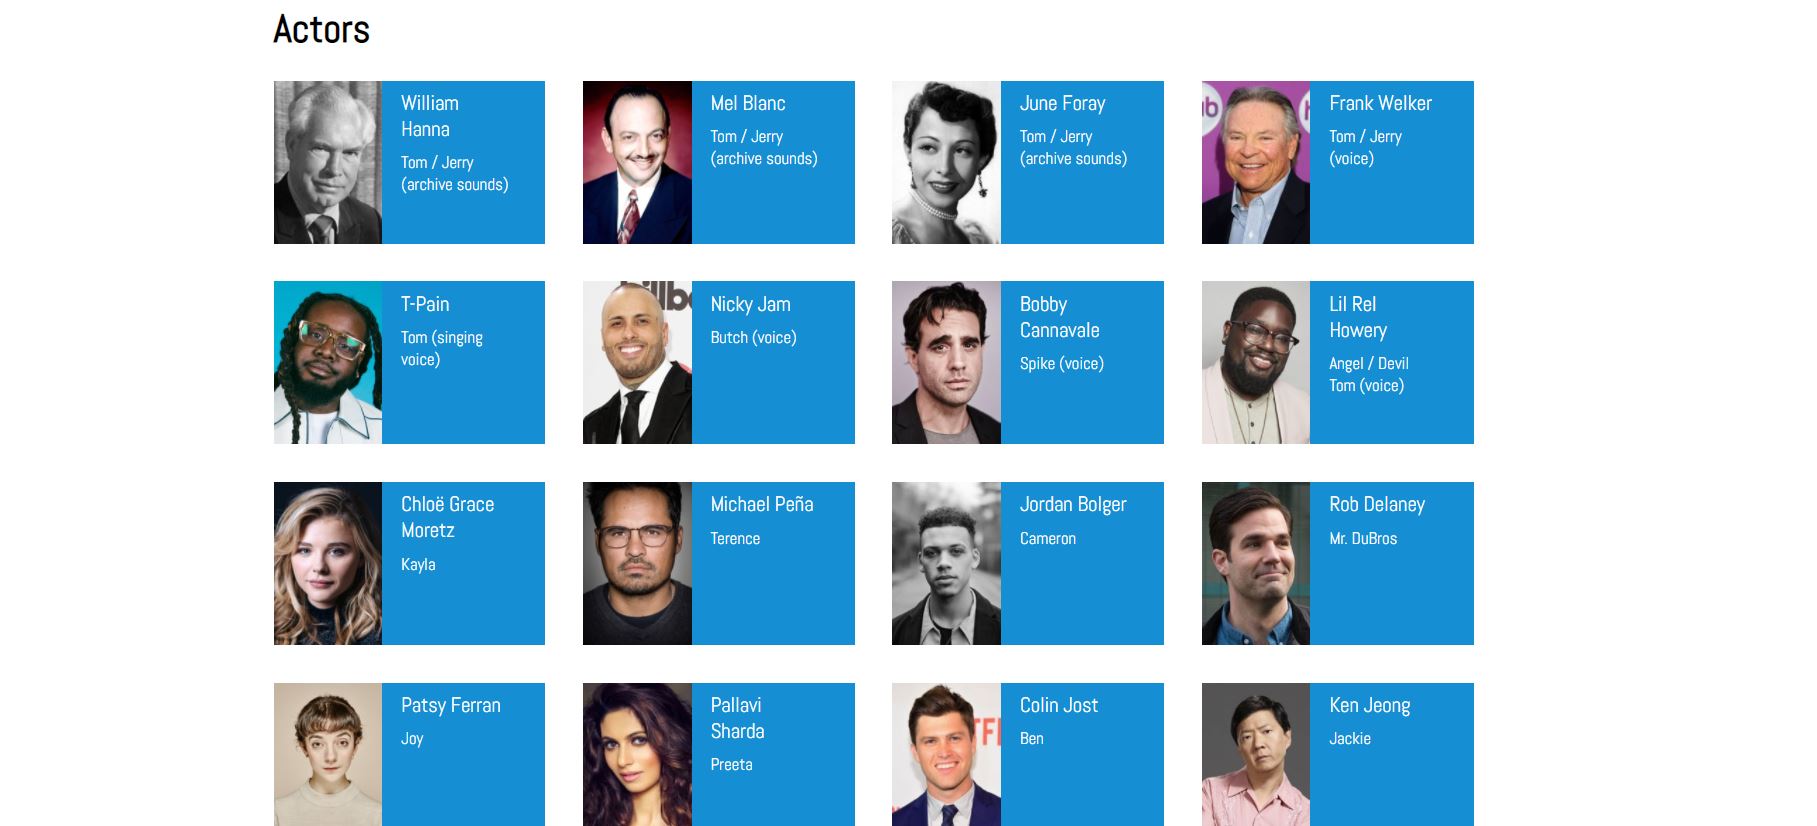 Actors
William
Hanna
Tom / Jerry
(archive sounds)
Mel Blanc
Tom / Jerry
(archive sounds)
June Foray
Tom / Jerry
(archive sounds)
Frank Welker
Tom / Jerry
(voice)
T-Pain
Tom (singing
voice)
Nicky Jam
Butch (voice)
Bobby
Cannavale
Spike (voice)
Lil Rel
Howery
Angel / Devil
Tom (voice)
Chloë Grace
Moretz
Kayla
Michael Peña
Terence
Jordan Bolger
Cameron
Rob Delaney
Mr. DuBros
Patsy Ferran
Joy
Pallavi
Sharda
Preeta
Colin Jost
Ben
Ken Jeong
Jackie